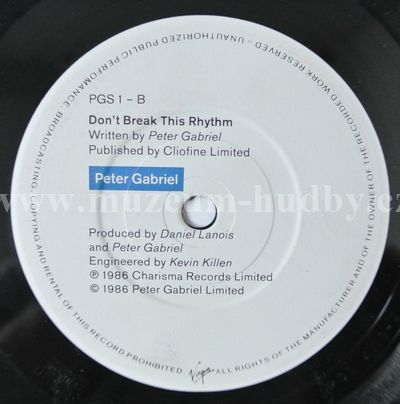 PGS 1 – B
Don't Break This Rhythm
Written by Peter Gabriel
Published by Cliofine Limited
Peter Gabriel
www.muzeum-hudby.cz
Produced by Daniel Lanois
and Peter Gabriel
Engineered by Kevin Killen
℗ 1986 Charisma Records Limited
© 1986 Peter Gabriel Limited
Virgin
ALL RIGHTS OF THE MANUFACTURER AND OF THE OWNER OF THE RECORDED WORK RESERVED – UNAUTHORIZED PUBLIC PERFOMANCE, BROADCASTING, COPYING AND RENTAL OF THIS RECORD PROHIBITED.